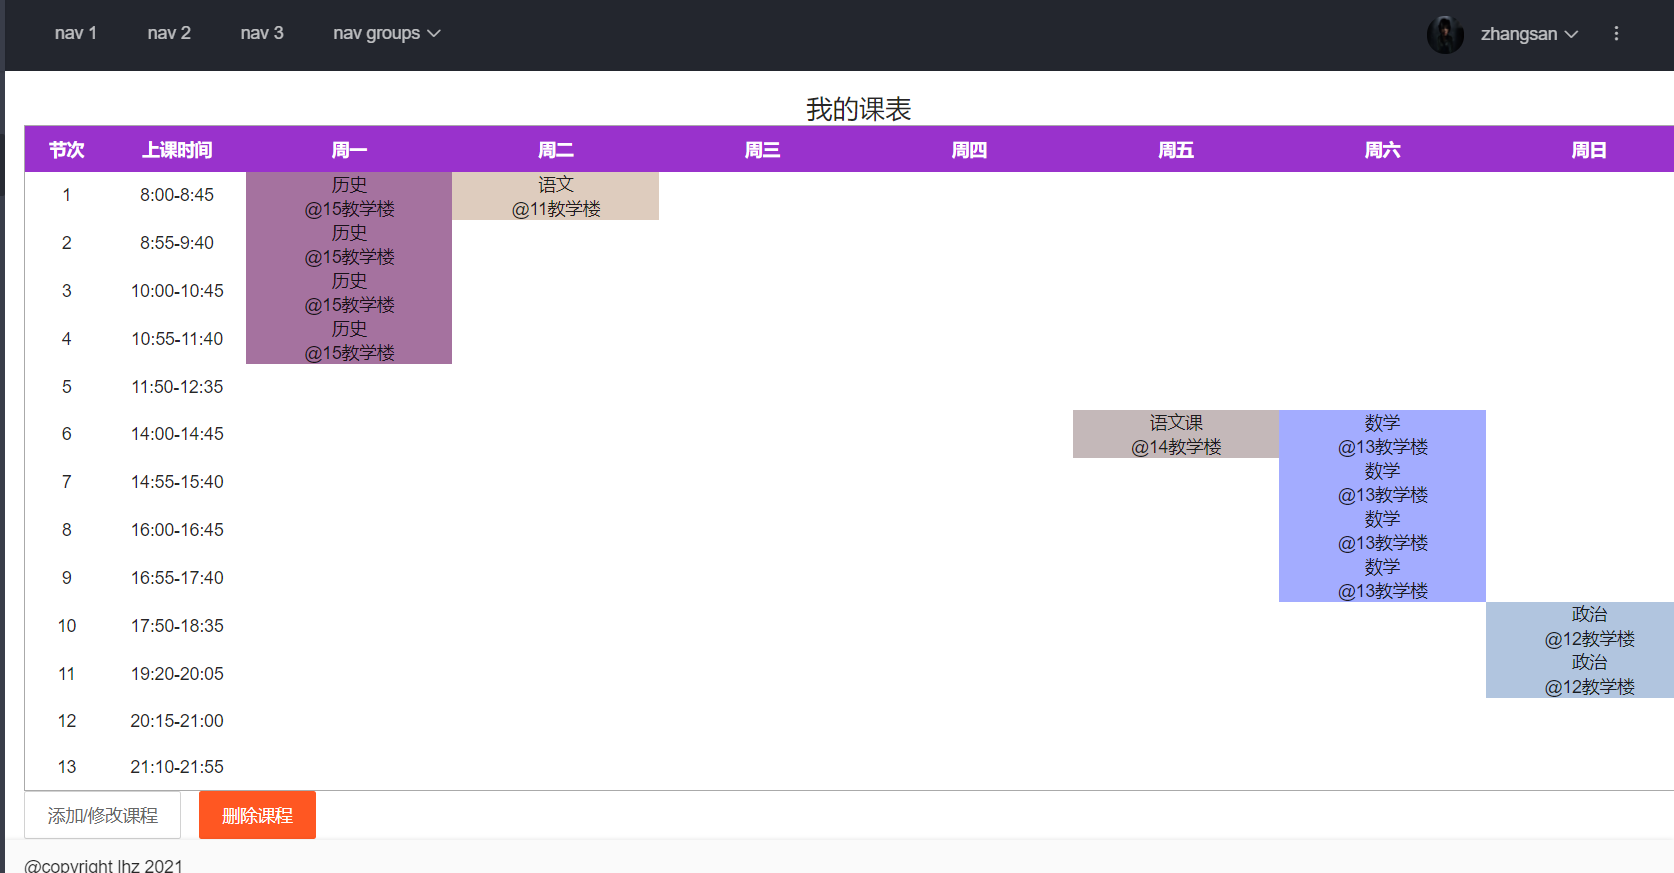 nav 1 nav 2 nav 3 nav groups zhangsan
我的课表
节次 上课时间 周一 周二 周三 周四 周五 周六 周日
1 8:00-8:45 历史 语文
@15教学楼 @11教学楼
2 8:55-9:40 历史
@15教学楼
3 10:00-10:45 历史
@15教学楼
4 10:55-11:40 历史
@15教学楼
5 11:50-12:35
6 14:00-14:45 语文课 数学
@14教学楼 @13教学楼
7 14:55-15:40 数学
@13教学楼
8 16:00-16:45 数学
@13教学楼
9 16:55-17:40 数学
@13教学楼
10 17:50-18:35 政治
@12教学楼
11 19:20-20:05 政治
@12教学楼
12 20:15-21:00
13 21:10-21:55
添加/修改课程 删除课程
@copyright lhz 2021